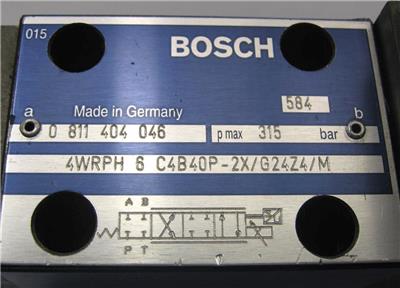 015
BOSCH
584
a
Made in Germany
b
0 811 404 046 p max 315 bar
4WRPH 6 C4B40P-2X/G24Z4/M
A B
P T